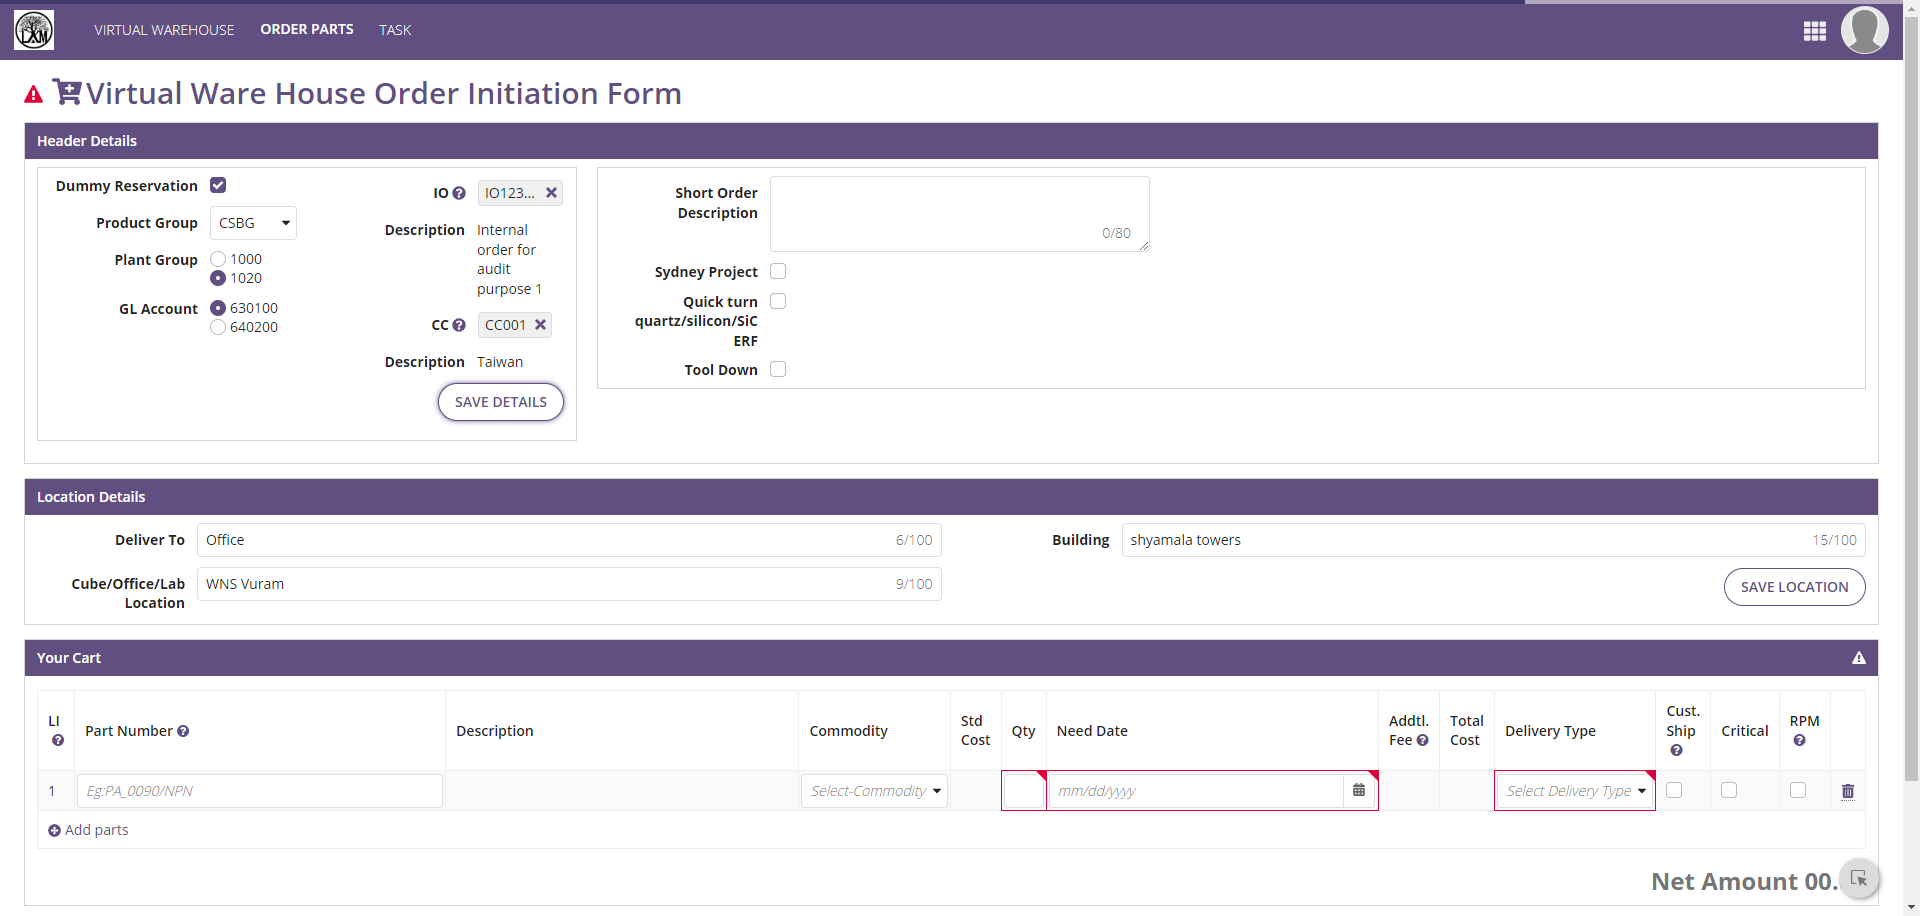 LXM
VIRTUAL WAREHOUSE
ORDER PARTS
TASK
Virtual Ware House Order Initiation Form
Header Details
Dummy Reservation
Product Group
CSBG
Plant Group
1000
1020
GL Account
630100
640200
IO
IO123...
Description
Internal
order for
audit
purpose 1
CC
CC001
Description
Taiwan
SAVE DETAILS
Short Order
Description
0/80
Sydney Project
Quick turn
quartz/silicon/SiC
ERF
Tool Down
Location Details
Deliver To
Office
6/100
Building
shyamala towers
15/100
Cube/Office/Lab
Location
WNS Vuram
9/100
SAVE LOCATION
Your Cart
LI
Part Number
Description
Commodity
Std
Cost
Qty
Need Date
Addtl.
Fee
Total
Cost
Delivery Type
Cust.
Ship
Critical
RPM
1
Eg:PA_0090/NPN
Select-Commodity
mm/dd/yyyy
Select Delivery Type
Add parts
Net Amount 00.